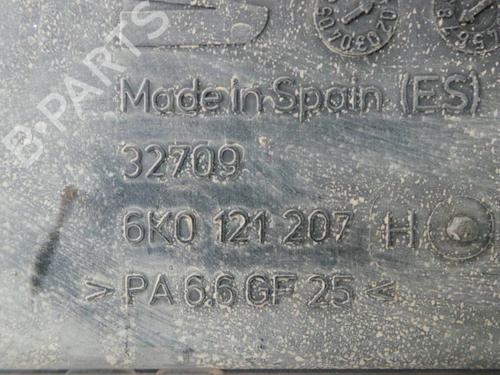 B-PARTS
Made in Spain (ES)
32709
6K0 121 207 H
>PA 6.6 GF 25<